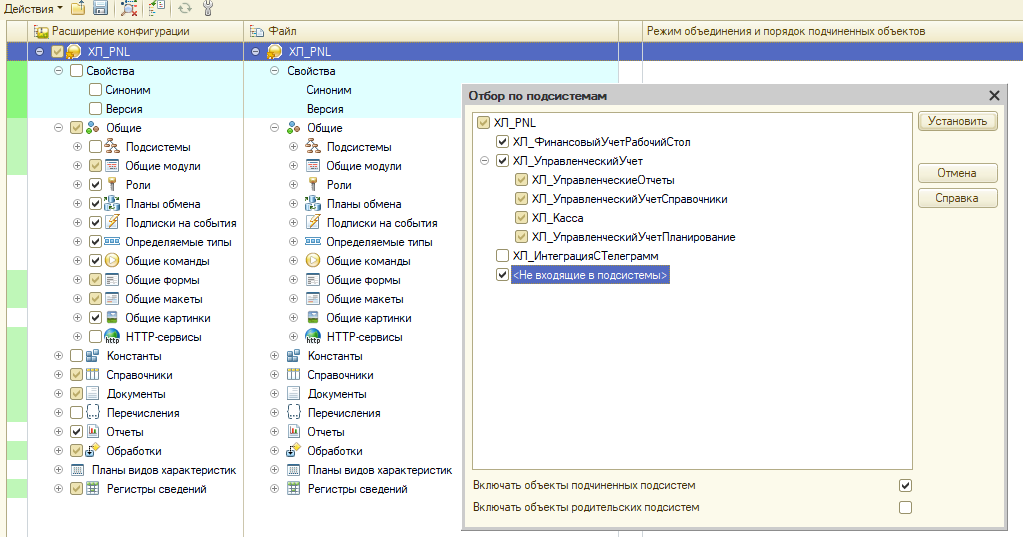 Действия
Расширение конфигурации
Файл
Режим объединения и порядок подчиненных объектов
ХЛ_PNL
ХЛ_PNL
Свойства
Свойства
Синоним
Синоним
Версия
Версия
Общие
Общие
Подсистемы
Подсистемы
Общие модули
Общие модули
Роли
Роли
Планы обмена
Планы обмена
Подписки на события
Подписки на события
Определяемые типы
Определяемые типы
Общие команды
Общие команды
Общие формы
Общие формы
Общие макеты
Общие макеты
Общие картинки
Общие картинки
HTTP-сервисы
HTTP-сервисы
Константы
Константы
Справочники
Справочники
Документы
Документы
Перечисления
Перечисления
Отчеты
Отчеты
Обработки
Обработки
Планы видов характеристик
Планы видов характеристик
Регистры сведений
Регистры сведений
Отбор по подсистемам
ХЛ_PNL
ХЛ_ФинансовыйУчетРабочийСтол
ХЛ_УправленческийУчет
ХЛ_УправленческиеОтчеты
ХЛ_УправленческийУчетСправочники
ХЛ_Касса
ХЛ_УправленческийУчетПланирование
ХЛ_ИнтеграцияСТелеграмм
<Не входящие в подсистемы>
Установить
Отмена
Справка
Включать объекты подчиненных подсистем
Включать объекты родительских подсистем